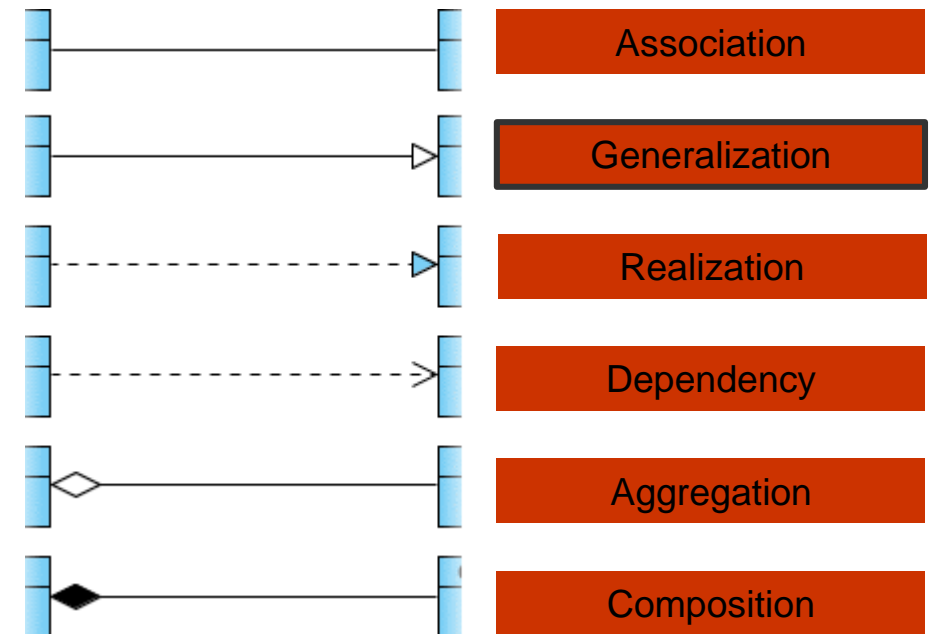 Association
Generalization
Realization
Dependency
Aggregation
Composition